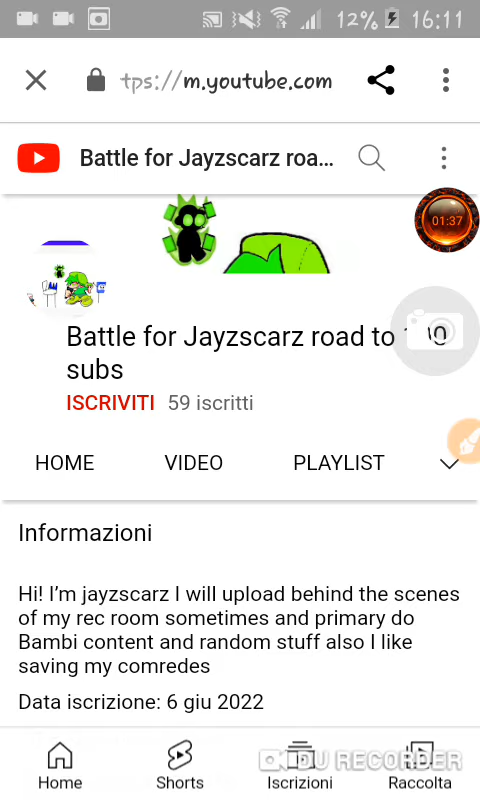 12% 16:11
tps://m.youtube.com
Battle for Jayzscarz roa...
01:37
Battle for Jayzscarz road to
subs
ISCRIVITI 59 iscritti
HOME VIDEO PLAYLIST
Informazioni
Hi! I'm jayzscarz I will upload behind the scenes
of my rec room sometimes and primary do
Bambi content and random stuff also I like
saving my comredes
Data iscrizione: 6 giu 2022
DU RECORDER
Home Shorts Iscrizioni Raccolta